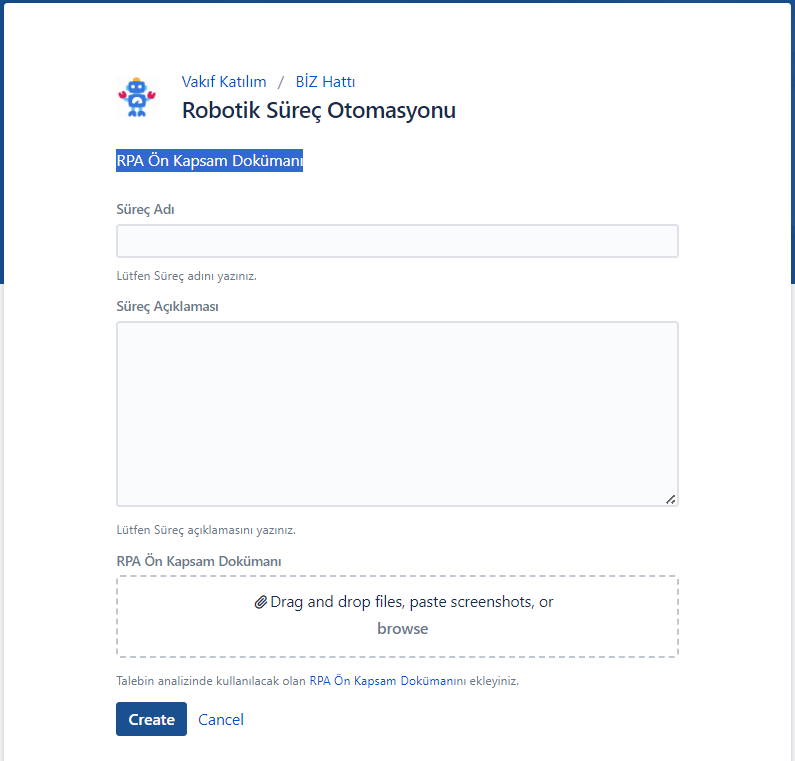 Vakıf Katılım / BİZ Hattı
Robotik Süreç Otomasyonu
RPA Ön Kapsam Dokümanı
Süreç Adı
Lütfen Süreç adını yazınız.
Süreç Açıklaması
Lütfen Süreç açıklamasını yazınız.
RPA Ön Kapsam Dokümanı
Drag and drop files, paste screenshots, or
browse
Talebin analizinde kullanılacak olan RPA Ön Kapsam Dokümanını ekleyiniz.
Create Cancel